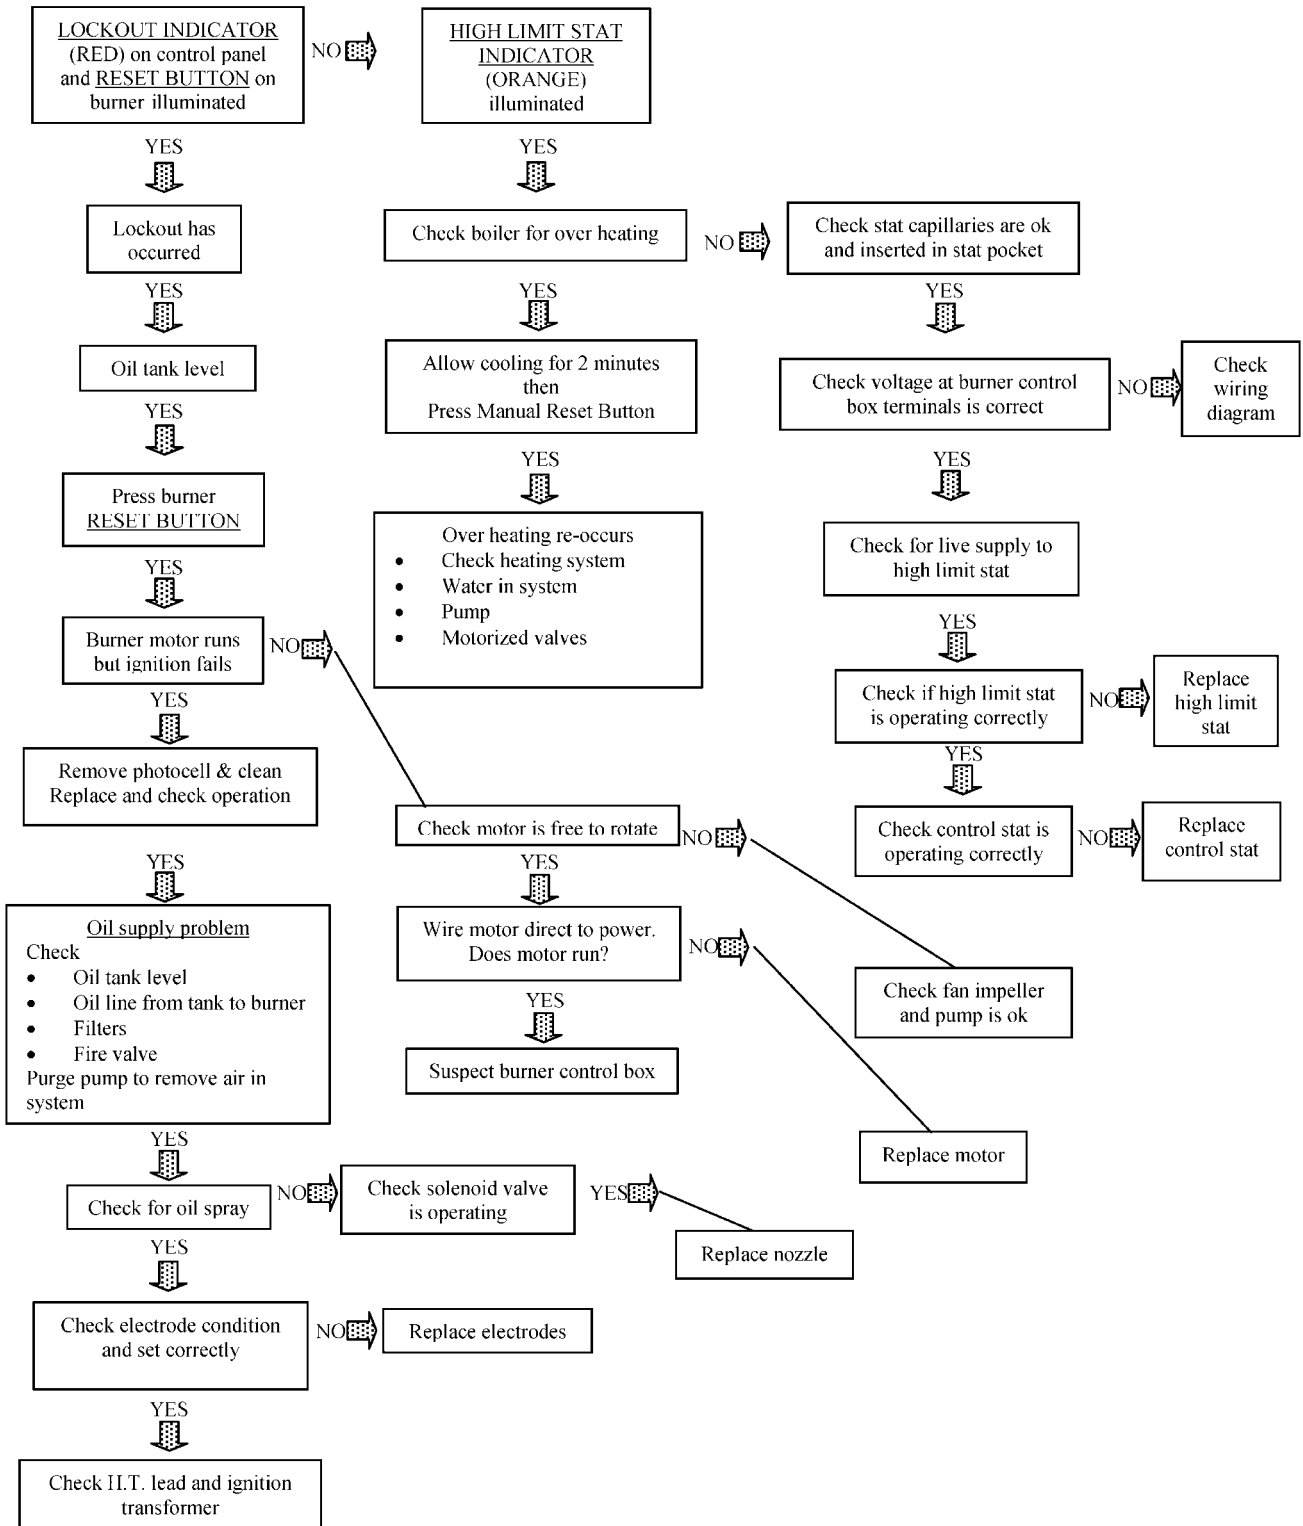 LOCKOUT INDICATOR
(RED) on control panel
and RESET BUTTON on
burner illuminated
NO
HIGH LIMIT STAT
INDICATOR
(ORANGE)
illuminated
YES
YES
Lockout has
occurred
Check boiler for over heating
NO
Check stat capillaries are ok
and inserted in stat pocket
YES
YES
YES
Oil tank level
Allow cooling for 2 minutes
then
Press Manual Reset Button
Check voltage at burner control
box terminals is correct
NO
Check
wiring
diagram
YES
YES
YES
Press burner
RESET BUTTON
Over heating re-occurs
• Check heating system
• Water in system
• Pump
• Motorized valves
Check for live supply to
high limit stat
YES
YES
Burner motor runs
but ignition fails
NO
Check if high limit stat
is operating correctly
NO
Replace
high limit
stat
YES
YES
Remove photocell & clean
Replace and check operation
Check motor is free to rotate
NO
Check control stat is
operating correctly
NO
Replace
control stat
YES
YES
Oil supply problem
Check
• Oil tank level
• Oil line from tank to burner
• Filters
• Fire valve
Purge pump to remove air in
system
Wire motor direct to power.
Does motor run?
NO
Check fan impeller
and pump is ok
YES
Suspect burner control box
Replace motor
YES
Check for oil spray
NO
Check solenoid valve
is operating
YES
Replace nozzle
YES
Check electrode condition
and set correctly
NO
Replace electrodes
YES
Check H.T. lead and ignition
transformer